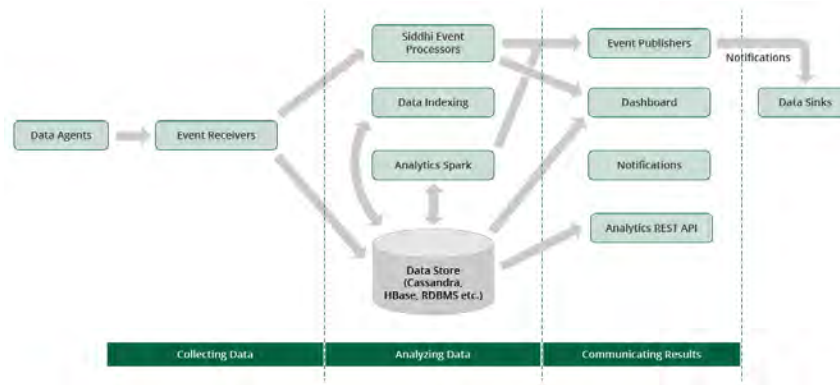 Siddhi Event
Processors
Event Publishers
Notifications
Data Indexing
Dashboard
Data Sinks
Data Agents
Event Receivers
Analytics Spark
Notifications
Analytics REST API
Data Store
(Cassandra,
HBase, RDBMS etc.)
Collecting Data
Analyzing Data
Communicating Results